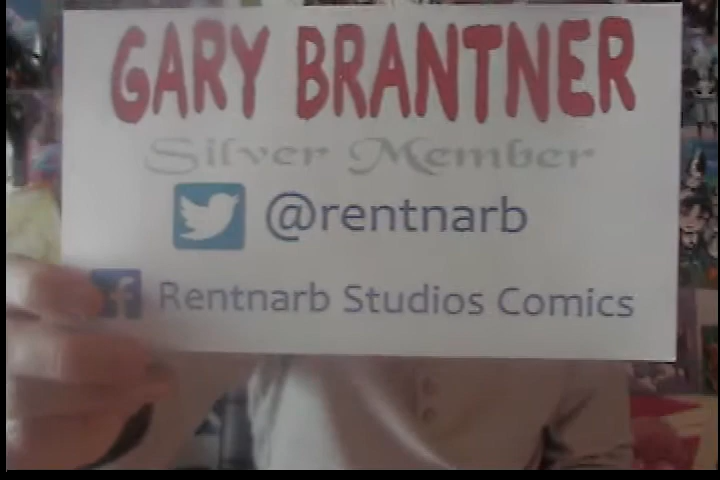 GARY BRANTNER
Silver Member
@rentnarb
f Rentnarb Studios Comics